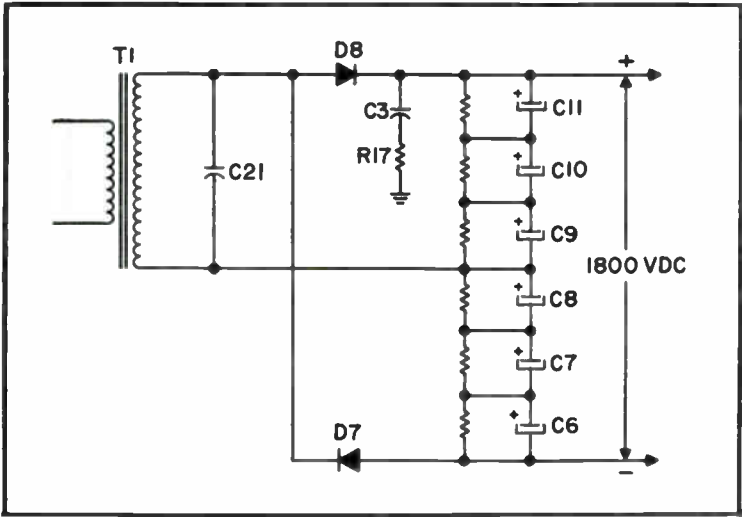 T1
D8
+
C3
+
C11
R17
C21
+
C10
+
C9
1800 VDC
+
C8
+
C7
D7
+
C6
−